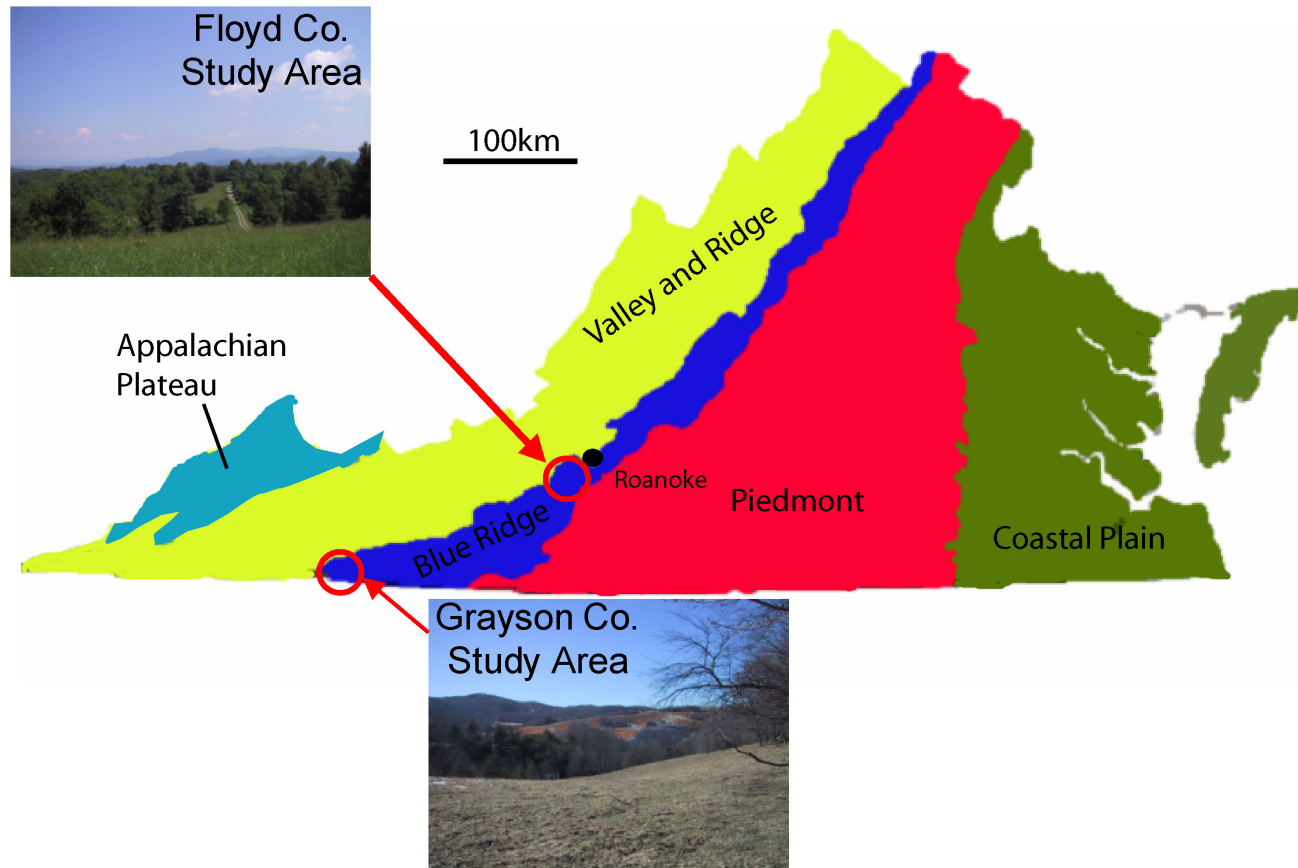 Floyd Co.
Study Area
100km
Valley and Ridge
Appalachian
Plateau
Roanoke
Blue Ridge
Piedmont
Coastal Plain
Grayson Co.
Study Area